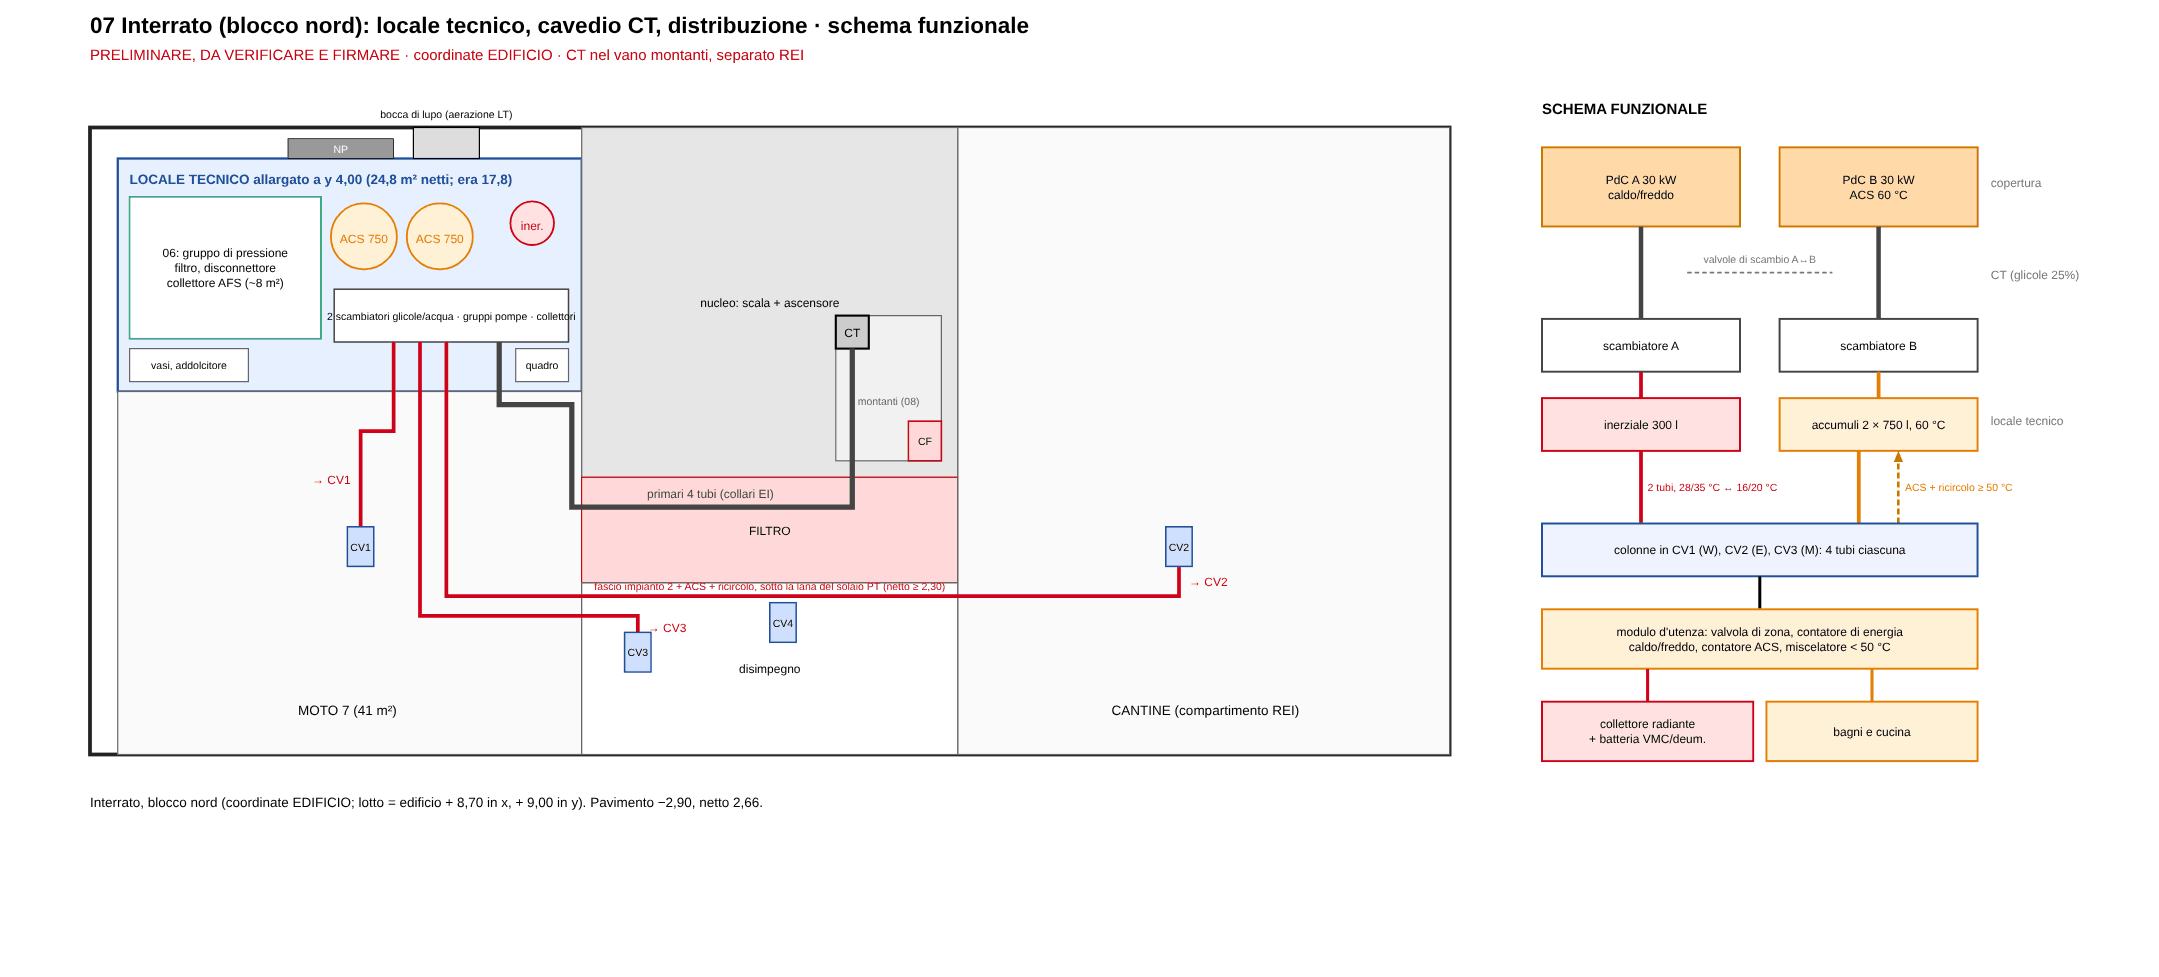 07 Interrato (blocco nord): locale tecnico, cavedio CT, distribuzione · schema funzionale
PRELIMINARE, DA VERIFICARE E FIRMARE · coordinate EDIFICIO · CT nel vano montanti, separato REI
bocca di lupo (aerazione LT)
NP
LOCALE TECNICO allargato a y 4,00 (24,8 m² netti; era 17,8)
06: gruppo di pressione
filtro, disconnettore
collettore AFS (~8 m²)
ACS 750
ACS 750
iner.
2 scambiatori glicole/acqua · gruppi pompe · collettori
vasi, addolcitore
quadro
nucleo: scala + ascensore
CT
montanti (08)
CF
primari 4 tubi (collari EI)
FILTRO
→ CV1
CV1
CV2
→ CV2
fascio impianto 2 + ACS + ricircolo, sotto la lana del solaio PT (netto ≥ 2,30)
→ CV3
CV3
CV4
disimpegno
MOTO 7 (41 m²)
CANTINE (compartimento REI)
Interrato, blocco nord (coordinate EDIFICIO; lotto = edificio + 8,70 in x, + 9,00 in y). Pavimento −2,90, netto 2,66.
SCHEMA FUNZIONALE
PdC A 30 kW
caldo/freddo
PdC B 30 kW
ACS 60 °C
copertura
valvole di scambio A↔B
CT (glicole 25%)
scambiatore A
scambiatore B
inerziale 300 l
accumuli 2 × 750 l, 60 °C
locale tecnico
2 tubi, 28/35 °C ↔ 16/20 °C
ACS + ricircolo ≥ 50 °C
colonne in CV1 (W), CV2 (E), CV3 (M): 4 tubi ciascuna
modulo d'utenza: valvola di zona, contatore di energia
caldo/freddo, contatore ACS, miscelatore < 50 °C
collettore radiante
+ batteria VMC/deum.
bagni e cucina